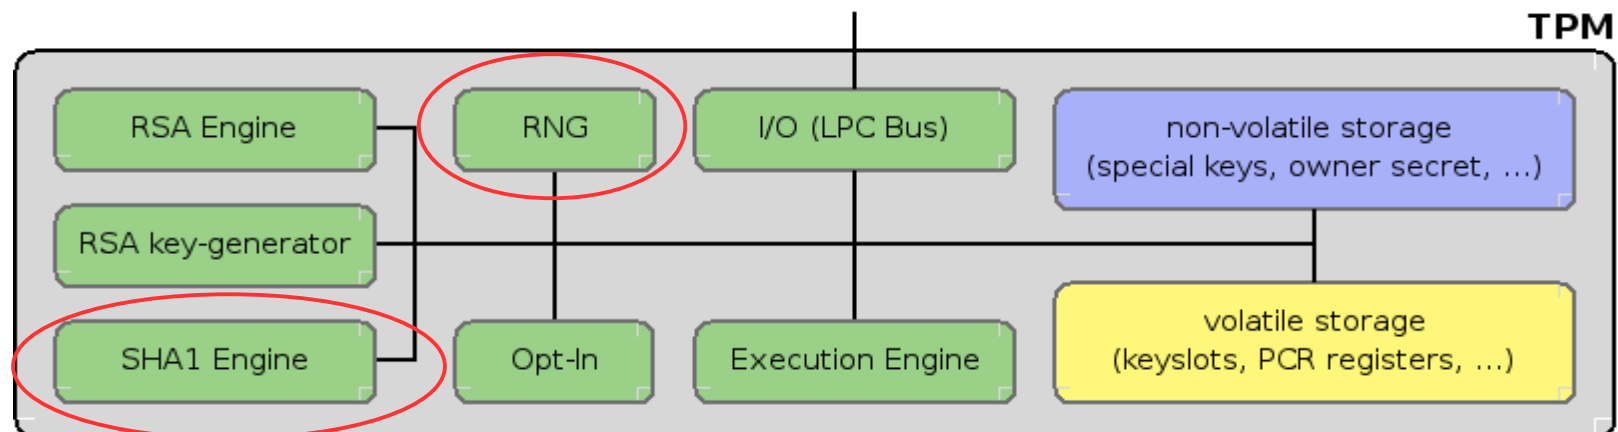 TPM
RSA Engine
RNG
I/O (LPC Bus)
non-volatile storage
(special keys, owner secret, ...)
RSA key-generator
SHA1 Engine
Opt-In
Execution Engine
volatile storage
(keyslots, PCR registers, ...)